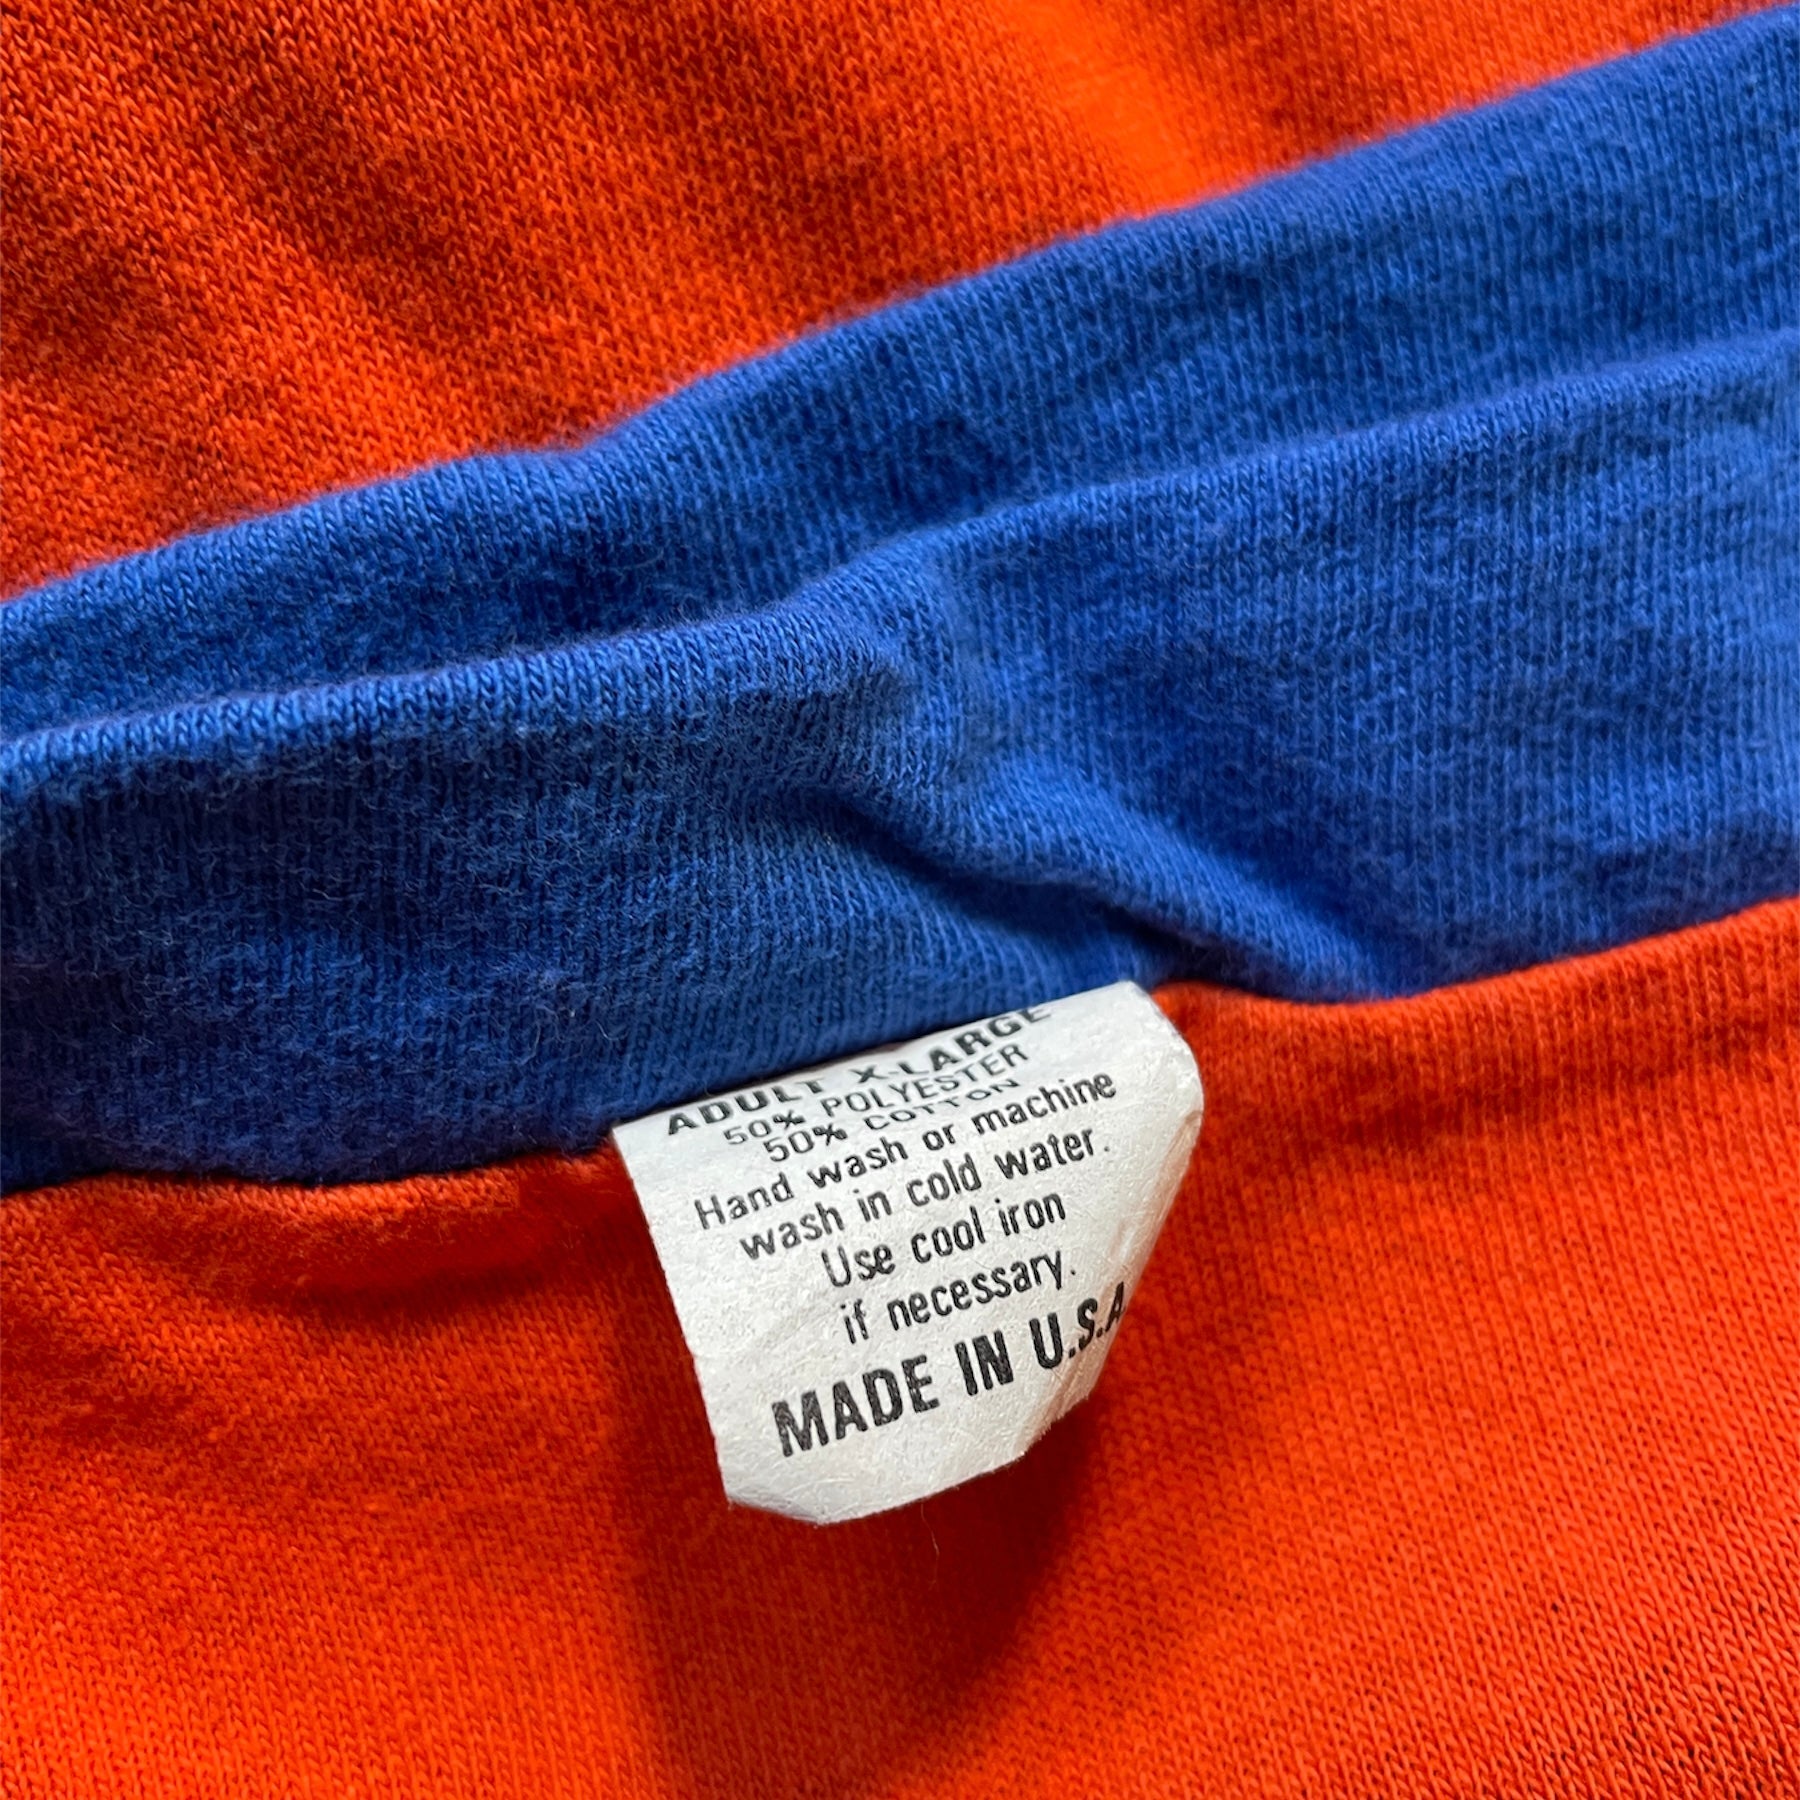 ADULT X-LARGE
50% POLYESTER
50% COTTON
Hand wash or machine
wash in cold water.
Use cool iron
if necessary.
MADE IN U.S.A